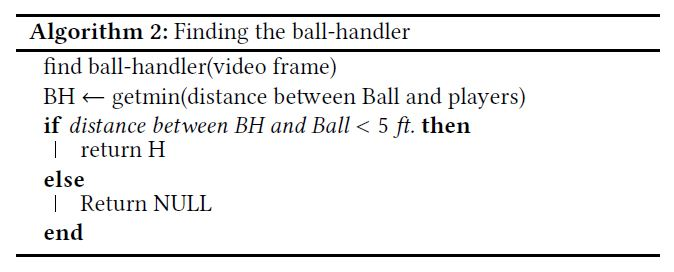 Algorithm 2: Finding the ball-handler
find ball-handler(video frame)
BH ← getmin(distance between Ball and players)
if distance between BH and Ball < 5 ft. then
return H
else
Return NULL
end